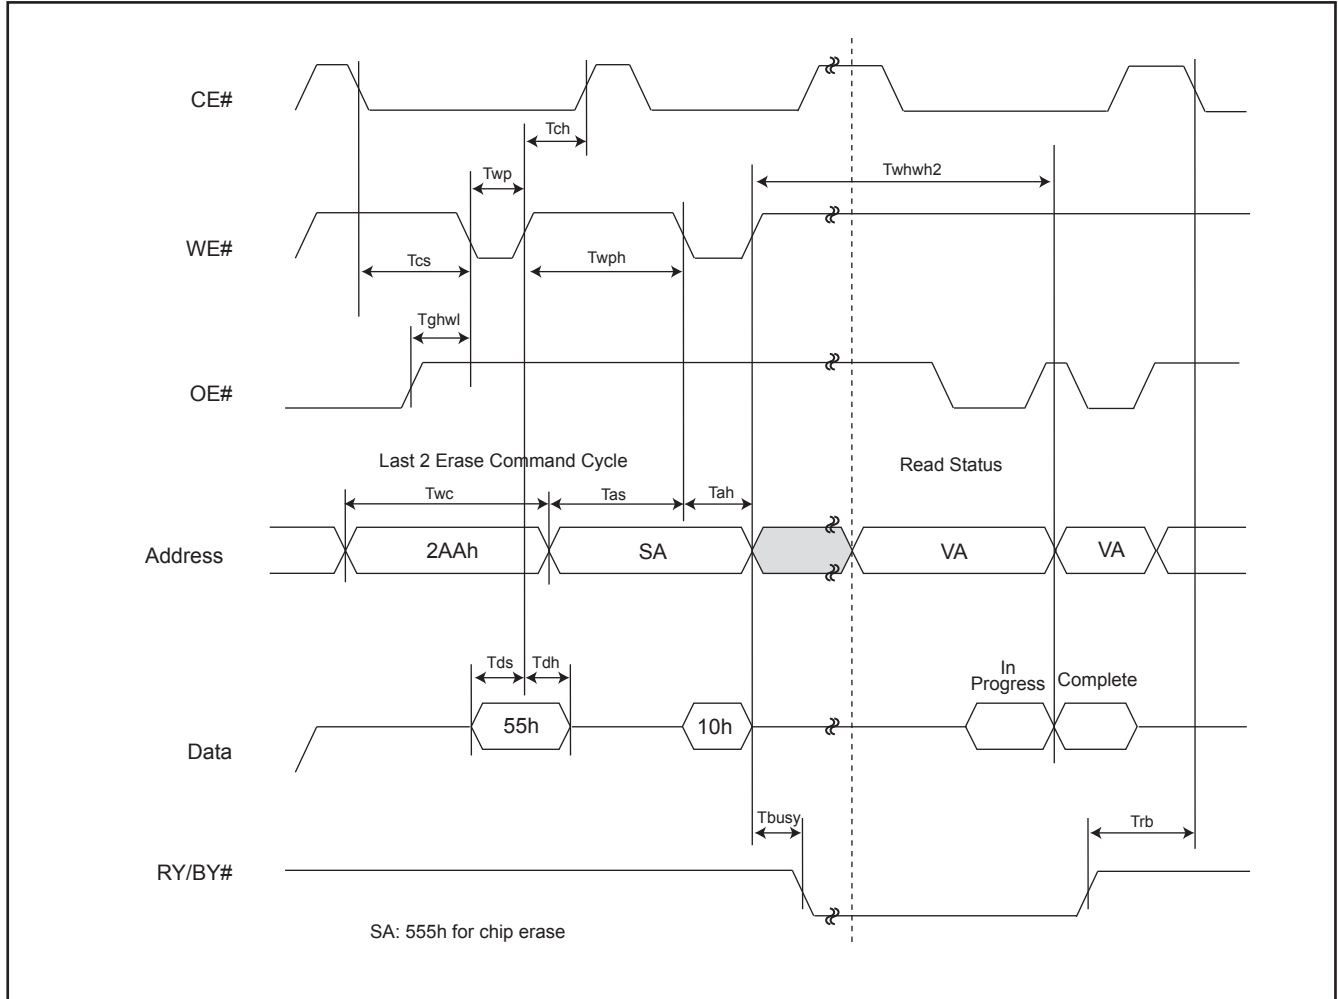 CE#
Tch
Twp
Twhwh2
WE#
Tcs
Twph
Tghwl
OE#
Last 2 Erase Command Cycle
Read Status
Twc
Tas
Tah
Address
2AAh
SA
VA
VA
Tds
Tdh
In
Progress
Complete
55h
10h
Data
Tbusy
Trb
RY/BY#
SA: 555h for chip erase